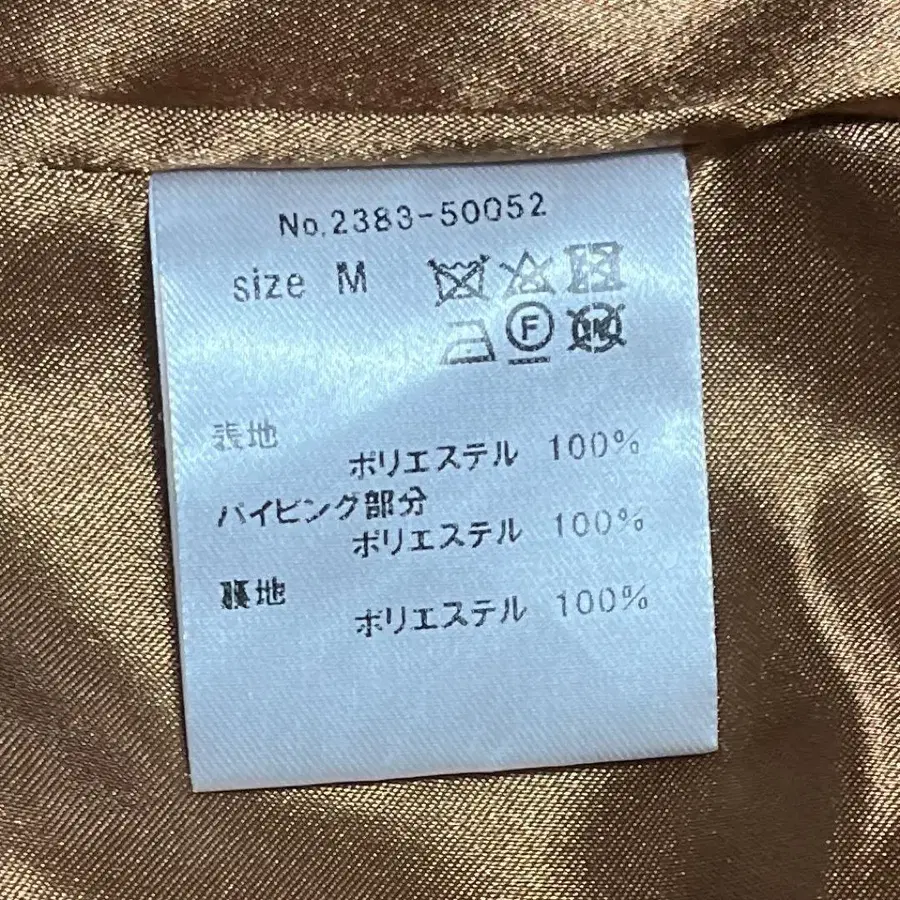 No.2383-50052
size M
F
表地
ポリエステル 100%
パイピング部分
ポリエステル 100%
裏地
ポリエステル 100%